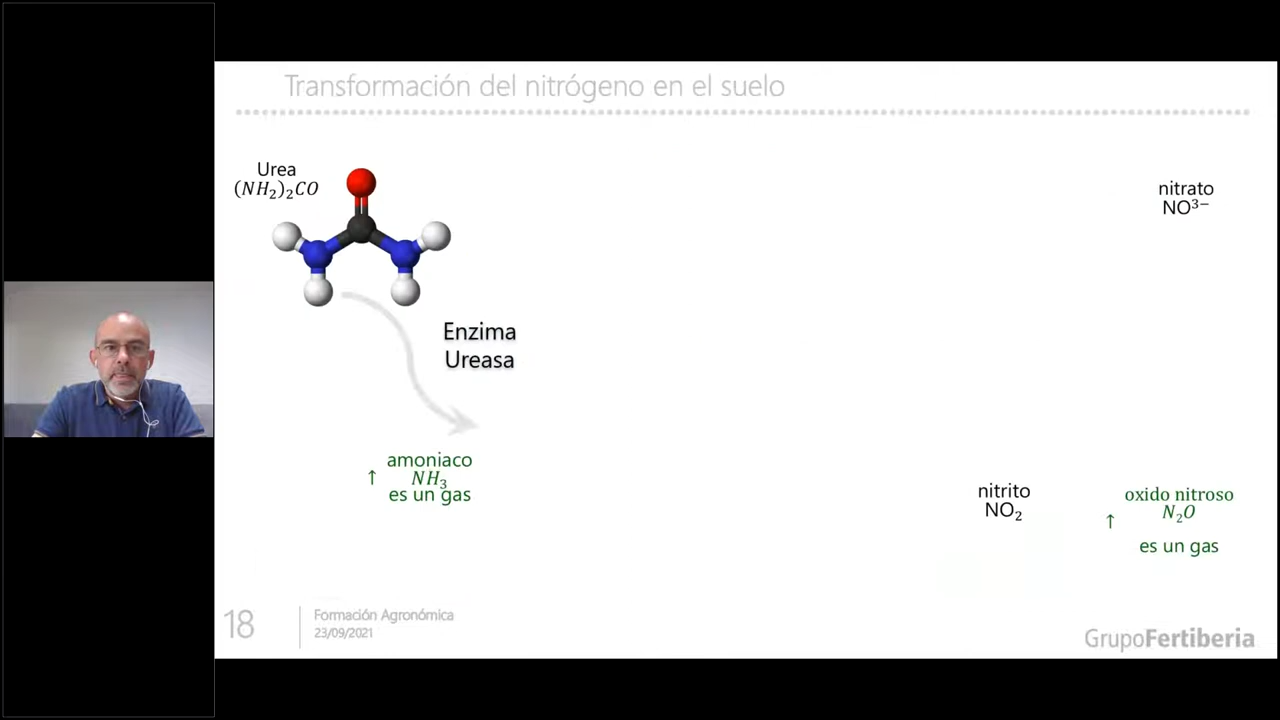 Transformación del nitrógeno en el suelo
Urea
(NH₂)₂CO
nitrato
NO³⁻
Enzima
Ureasa
amoniaco
↑ NH₃
es un gas
nitrito
NO₂
oxido nitroso
↑ N₂O
es un gas
18
Formación Agronómica
23/09/2021
GrupoFertiberia